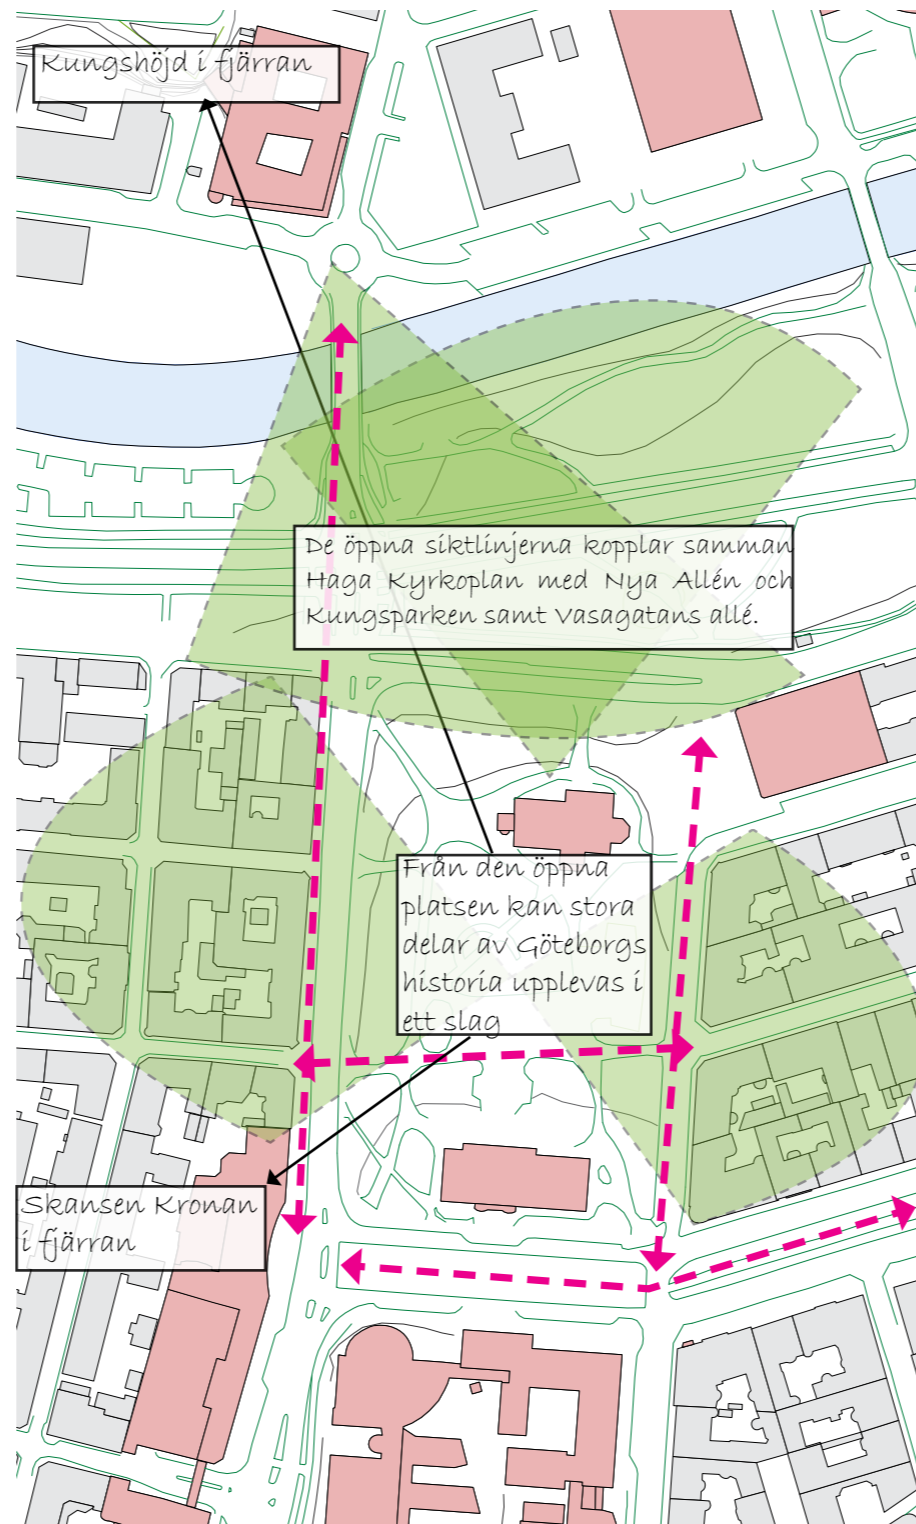 Kungshöjd i fjärran
De öppna siktlinjerna kopplar samman
Haga Kyrkoplan med Nya Allén och
Kungsparken samt Vasagatans allé.
Från den öppna
platsen kan stora
delar av Göteborgs
historia upplevas i
ett slag
Skansen Kronan
i fjärran